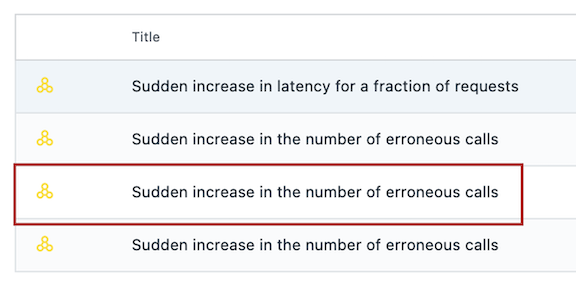 Title
Sudden increase in latency for a fraction of requests
Sudden increase in the number of erroneous calls
Sudden increase in the number of erroneous calls
Sudden increase in the number of erroneous calls